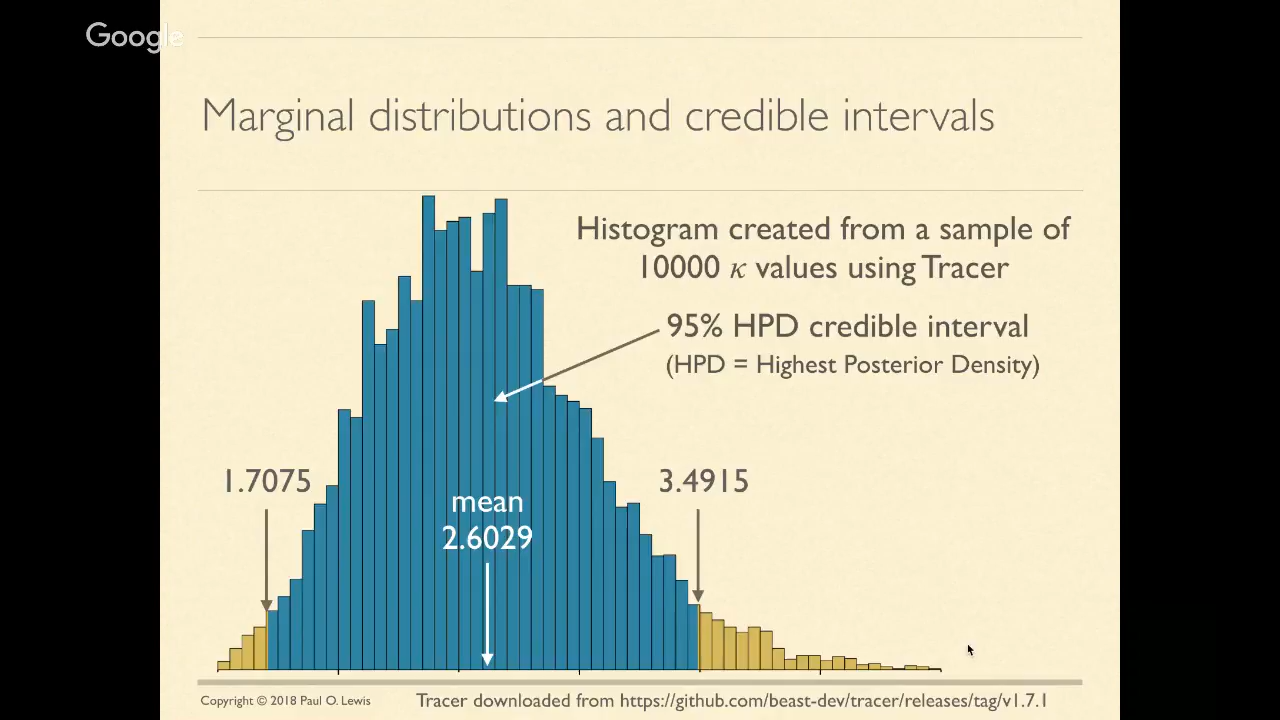 Google
Marginal distributions and credible intervals
Histogram created from a sample of
10000 κ values using Tracer
95% HPD credible interval
(HPD = Highest Posterior Density)
1.7075
3.4915
mean
2.6029
Copyright © 2018 Paul O. Lewis
Tracer downloaded from https://github.com/beast-dev/tracer/releases/tag/v1.7.1